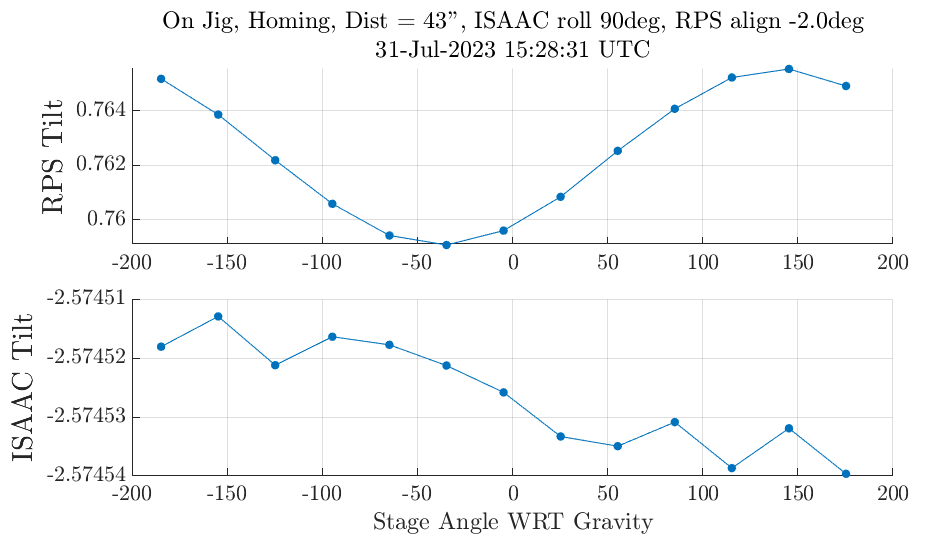 On Jig, Homing, Dist = 43”, ISAAC roll 90deg, RPS align -2.0deg
31-Jul-2023 15:28:31 UTC
RPS Tilt
0.764
0.762
0.76
-200 -150 -100 -50 0 50 100 150 200
ISAAC Tilt
-2.57451
-2.57452
-2.57453
-2.57454
-200 -150 -100 -50 0 50 100 150 200
Stage Angle WRT Gravity